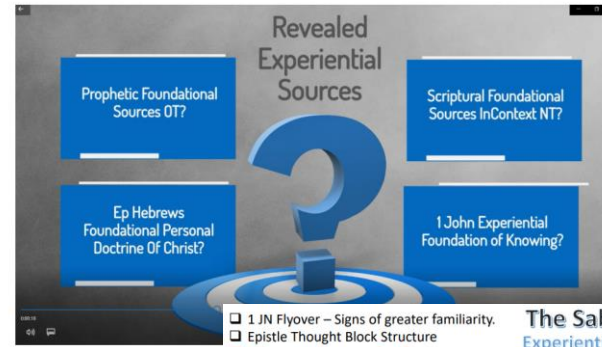 Revealed
Experiential
Sources
Prophetic Foundational
Sources OT?
Scriptural Foundational
Sources InContext NT?
Ep Hebrews
Foundational Personal
Doctrine Of Christ?
1 John Experiential
Foundation of Knowing?
1 JN Flyover – Signs of greater familiarity.
Epistle Thought Block Structure
The Sal
Experient